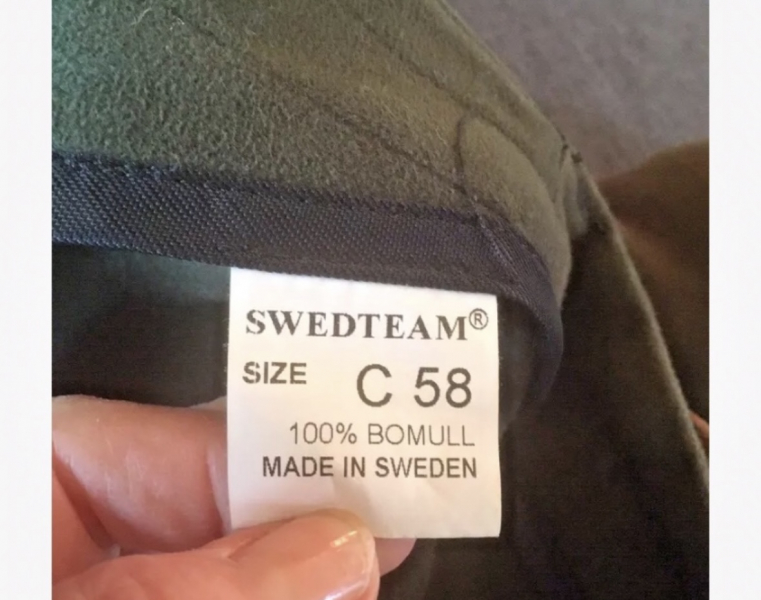 SWEDTEAM®
SIZE C 58
100% BOMULL
MADE IN SWEDEN